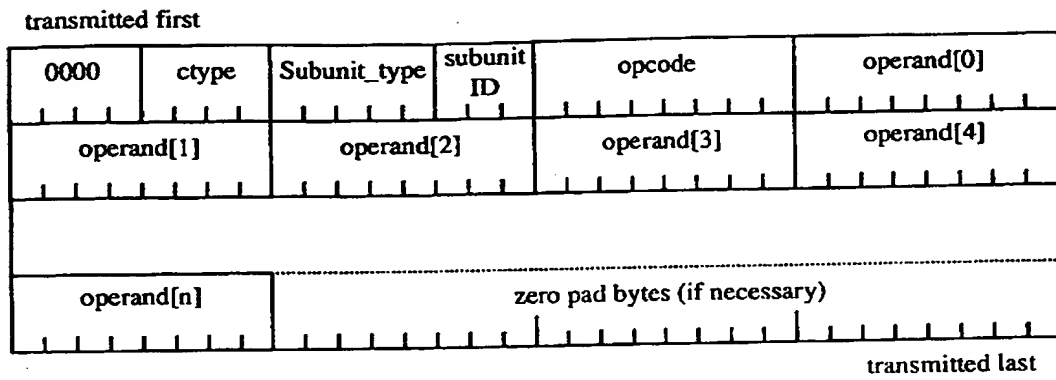 transmitted first
0000 ctype Subunit_type subunit ID opcode operand[0]
operand[1] operand[2] operand[3] operand[4]
operand[n] zero pad bytes (if necessary)
transmitted last